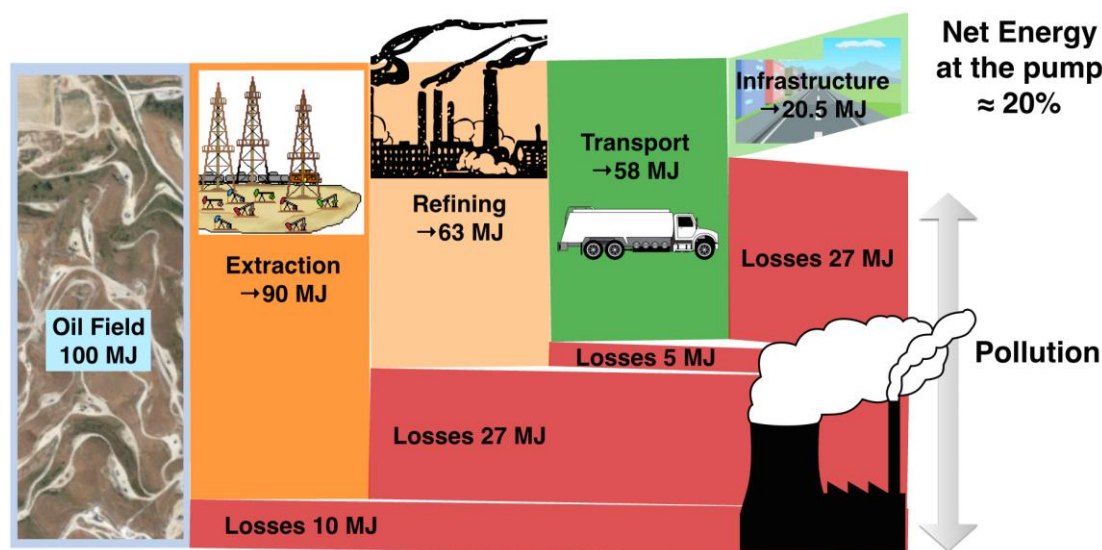 Oil Field
100 MJ
Extraction
→90 MJ
Refining
→63 MJ
Transport
→58 MJ
Infrastructure
→20.5 MJ
Net Energy
at the pump
≈ 20%
Losses 27 MJ
Losses 5 MJ
Pollution
Losses 27 MJ
Losses 10 MJ